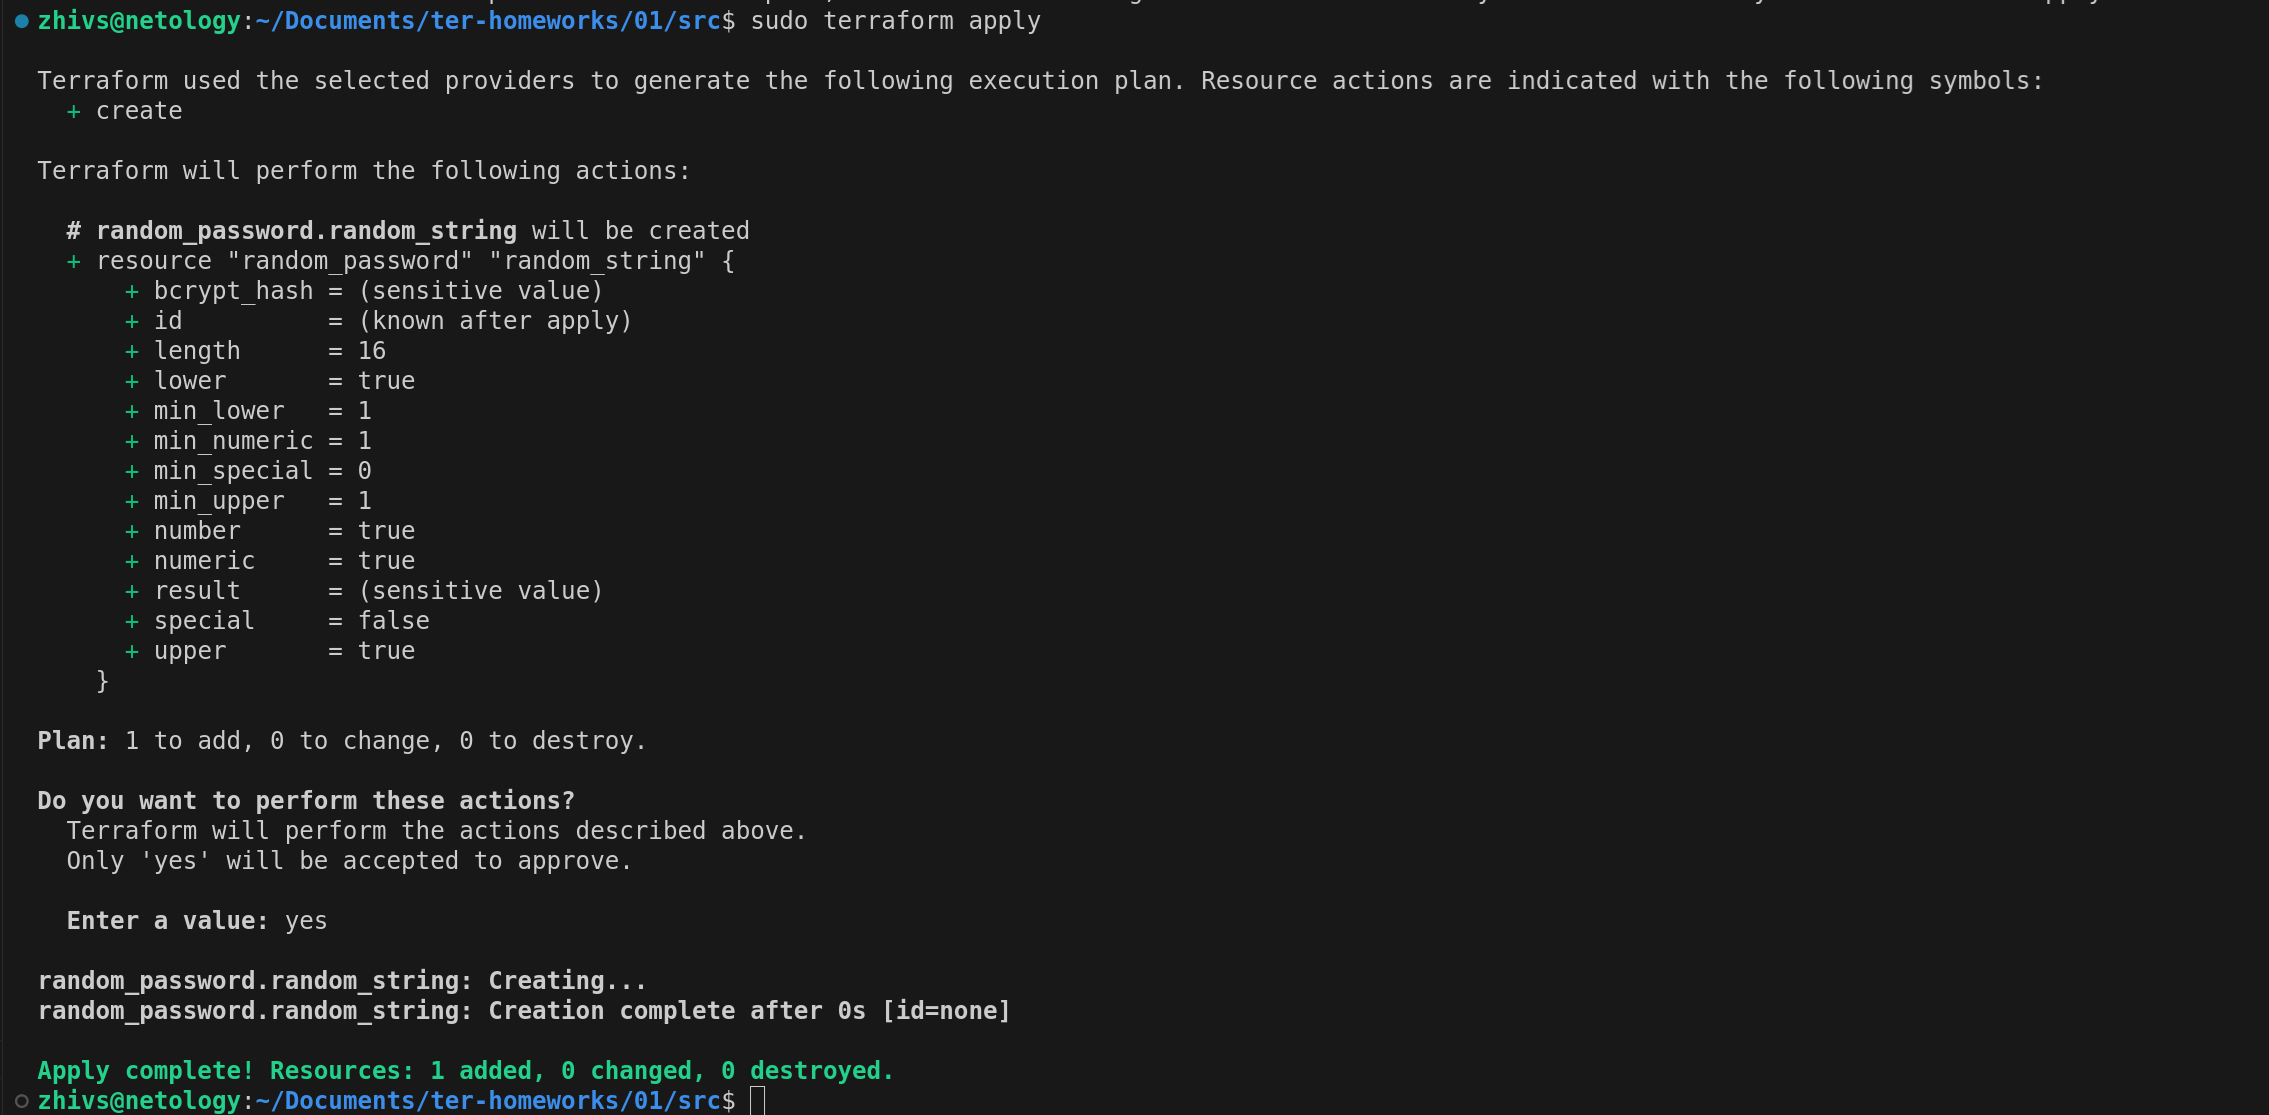 zhivs@netology:~/Documents/ter-homeworks/01/src$ sudo terraform apply
Terraform used the selected providers to generate the following execution plan. Resource actions are indicated with the following symbols:
  + create
Terraform will perform the following actions:
  # random_password.random_string will be created
  + resource "random_password" "random_string" {
      + bcrypt_hash = (sensitive value)
      + id          = (known after apply)
      + length      = 16
      + lower       = true
      + min_lower   = 1
      + min_numeric = 1
      + min_special = 0
      + min_upper   = 1
      + number      = true
      + numeric     = true
      + result      = (sensitive value)
      + special     = false
      + upper       = true
    }
Plan: 1 to add, 0 to change, 0 to destroy.
Do you want to perform these actions?
  Terraform will perform the actions described above.
  Only 'yes' will be accepted to approve.
  Enter a value: yes
random_password.random_string: Creating...
random_password.random_string: Creation complete after 0s [id=none]
Apply complete! Resources: 1 added, 0 changed, 0 destroyed.
zhivs@netology:~/Documents/ter-homeworks/01/src$